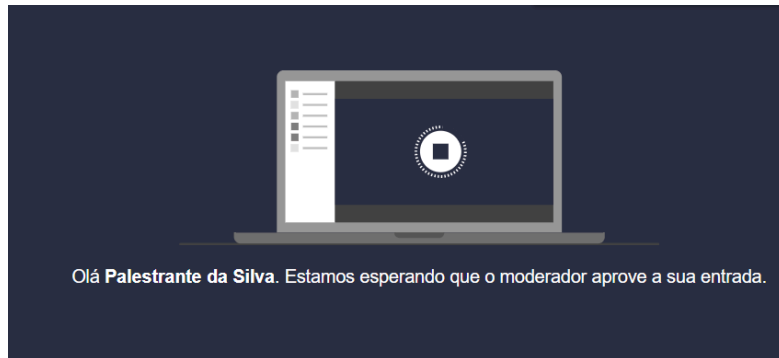 Olá Palestrante da Silva. Estamos esperando que o moderador aprove a sua entrada.